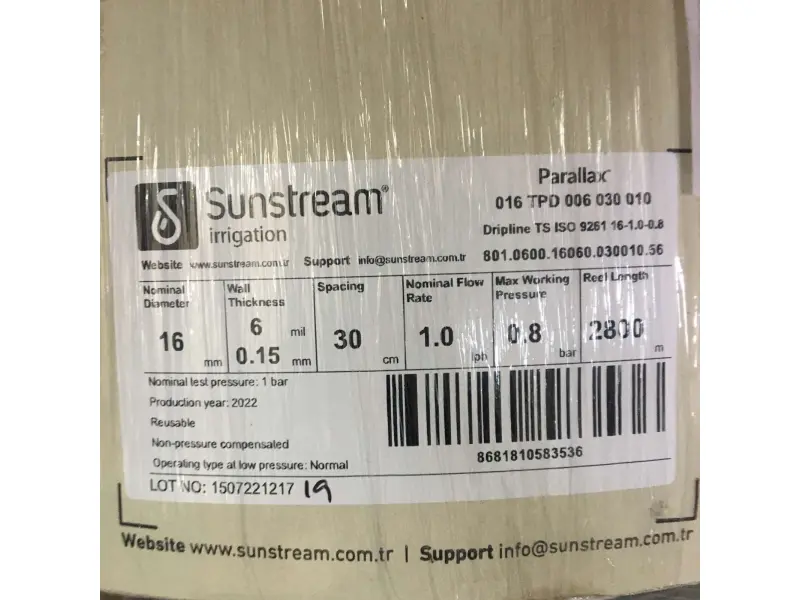 Sunstream®
irrigation
Parallax
016 TPD 006 030 010
Dripline TS ISO 9261 16-1.0-0.8
Website www.sunstream.com.tr Support info@sunstream.com.tr 801.0600.16060.030010.56
Nominal Diameter
16 mm
Wall Thickness
6 mil
0.15 mm
Spacing
30 cm
Nominal Flow Rate
1.0 lph
Max Working Pressure
0.8 bar
Reel Length
2800 m
Nominal test pressure: 1 bar
Production year: 2022
Reusable
Non-pressure compensated
Operating type at low pressure: Normal
8681810583536
LOT NO: 1507221217 19
Website www.sunstream.com.tr | Support info@sunstream.com.tr